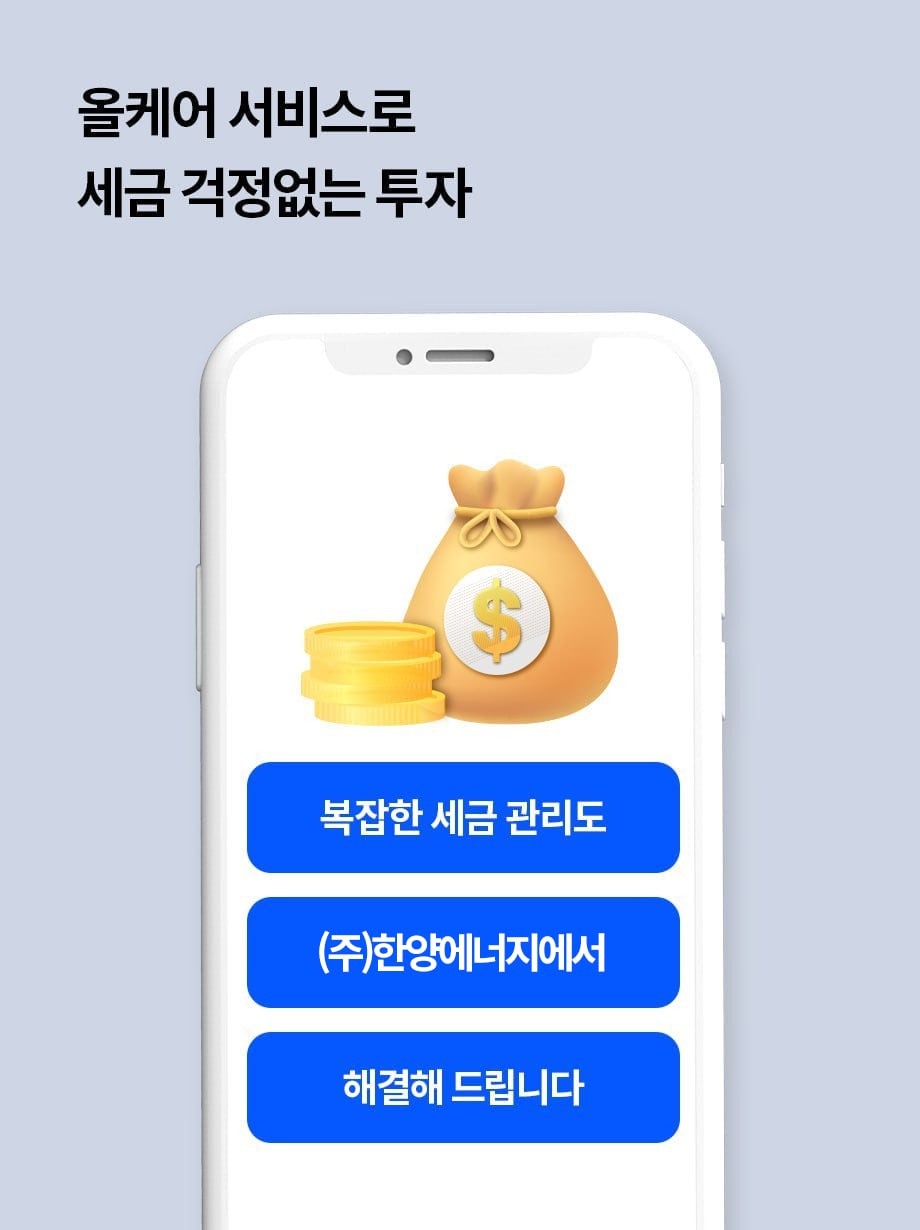 올케어 서비스로
세금 걱정없는 투자
$
복잡한 세금 관리도
(주)한양에너지에서
해결해 드립니다